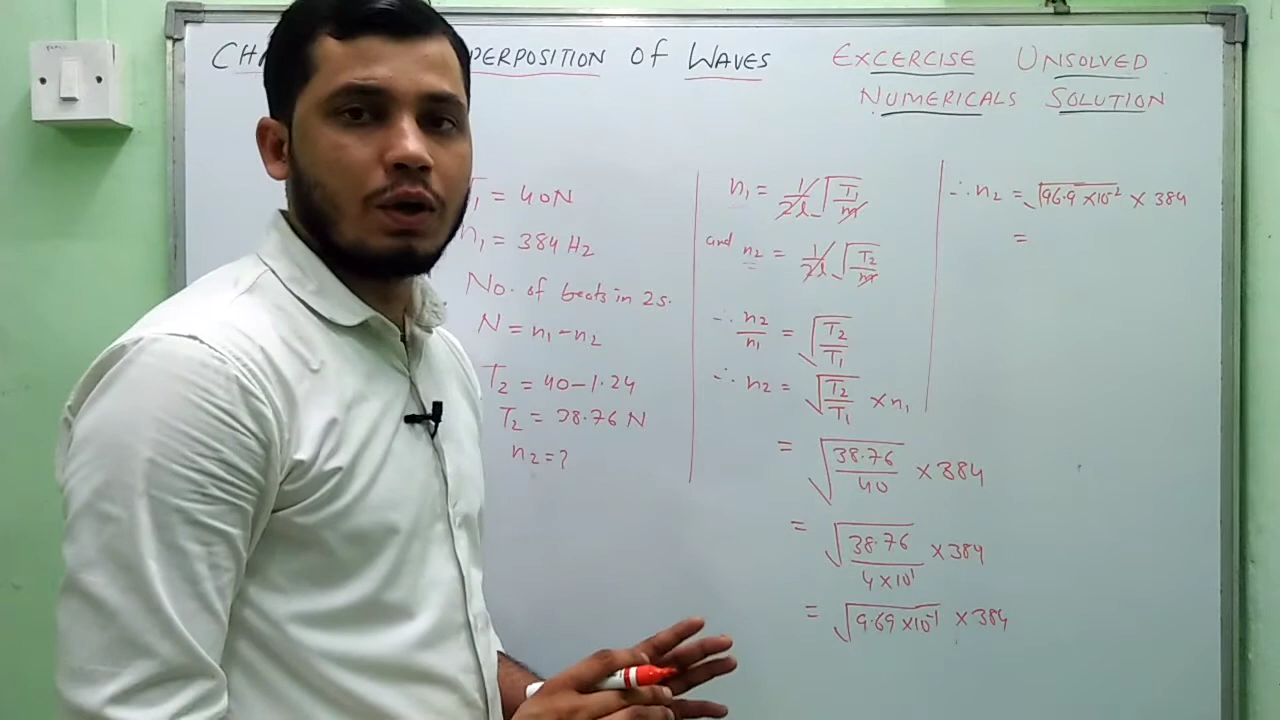 CH PERPOSITION OF WAVES EXCERCISE UNSOLVED
NUMERICALS SOLUTION
T₁ = 40N
n₁ = 384 Hz
No. of beats in 2s.
N = n₁ - n₂
T₂ = 40 - 1.24
T₂ = 38.76 N
n₂ = ?
n₁ = 1/2l √(T₁/m)
and n₂ = 1/2l √(T₂/m)
∴ n₂/n₁ = √(T₂/T₁)
∴ n₂ = √(T₂/T₁) × n₁
= √(38.76/40) × 384
= √(38.76/4×10¹) × 384
= √(9.69×10⁻¹) × 384
∴ n₂ = √(96.9×10⁻²) × 384
=